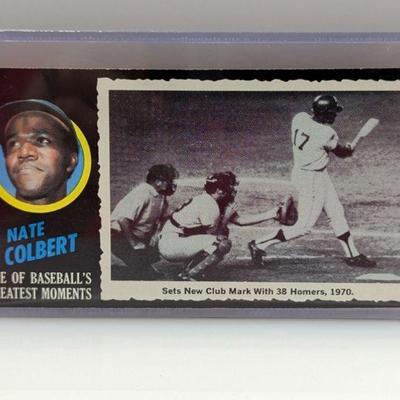 NATE
COLBERT
E OF BASEBALL'S
EATEST MOMENTS
17
Sets New Club Mark With 38 Homers, 1970.